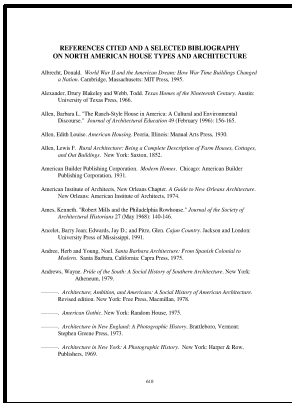 REFERENCES CITED AND A SELECTED BIBLIOGRAPHY
ON NORTH AMERICAN HOUSE TYPES AND ARCHITECTURE
Albrecht, Donald. World War II and the American Dream: How War Time Buildings Changed
a Nation. Cambridge, Massachusetts: MIT Press, 1995.
Alexander, Drury Blakeley and Webb, Todd. Texas Homes of the Nineteenth Century. Austin:
University of Texas Press, 1966.
Allen, Barbara L. "The Ranch-Style House in America: A Cultural and Environmental
Discourse." Journal of Architectural Education 49 (February 1996): 156-165.
Allen, Edith Louise. American Housing. Peoria, Illinois: Manual Arts Press, 1930.
Allen, Lewis F. Rural Architecture: Being a Complete Description of Farm Houses, Cottages,
and Out Buildings. New York: Saxton, 1852.
American Builder Publishing Corporation. Modern Homes. Chicago: American Builder
Publishing Corporation, 1931.
American Institute of Architects, New Orleans Chapter. A Guide to New Orleans Architecture.
New Orleans: American Institute of Architects, 1974.
Ames, Kenneth. "Robert Mills and the Philadelphia Rowhouse." Journal of the Society of
Architectural Historians 27 (May 1968): 140-146.
Ancelet, Barry Jean; Edwards, Jay D.; and Pitre, Glen. Cajun Country. Jackson and London:
University Press of Mississippi, 1991.
Andree, Herb and Young, Noel. Santa Barbara Architecture: From Spanish Colonial to
Modern. Santa Barbara, California: Capra Press, 1975.
Andrews, Wayne. Pride of the South: A Social History of Southern Architecture. New York:
Atheneum, 1979.
———. Architecture, Ambition, and Americans: A Social History of American Architecture.
Revised edition. New York: Free Press, Macmillan, 1978.
———. American Gothic. New York: Random House, 1975.
———. Architecture in New England: A Photographic History. Brattleboro, Vermont:
Stephen Greene Press, 1973.
———. Architecture in New York: A Photographic History. New York: Harper & Row,
Publishers, 1969.